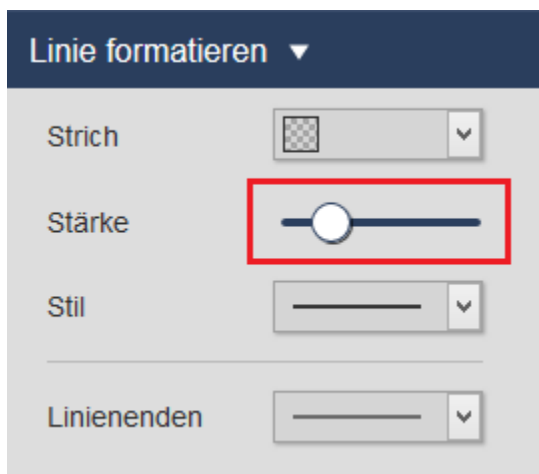 Linie formatieren
Strich
Stärke
Stil
Linienenden